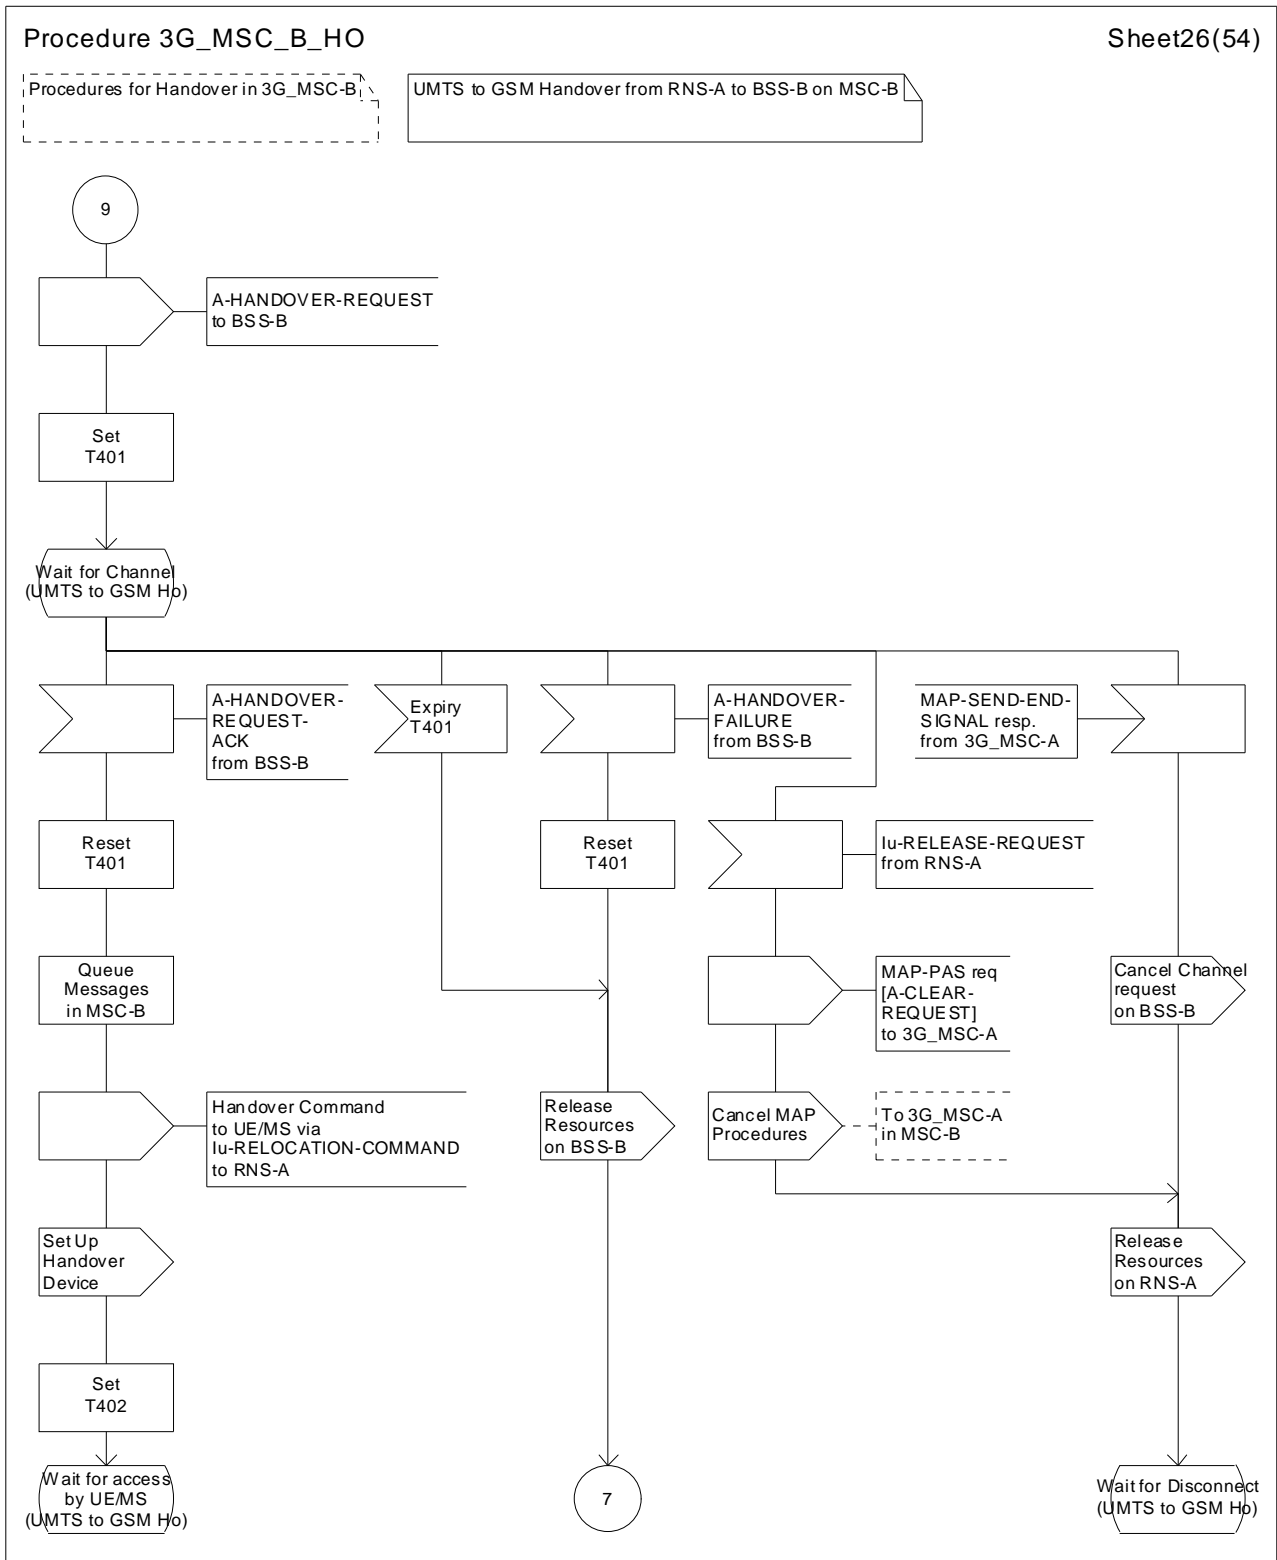 Procedure 3G_MSC_B_HO
Sheet26(54)
Procedures for Handover in 3G_MSC-B
UMTS to GSM Handover from RNS-A to BSS-B on MSC-B
9
A-HANDOVER-REQUEST
to BSS-B
Set
T401
Wait for Channel
(UMTS to GSM Ho)
A-HANDOVER-
REQUEST-
ACK
from BSS-B
Expiry
T401
A-HANDOVER-
FAILURE
from BSS-B
MAP-SEND-END-
SIGNAL resp.
from 3G_MSC-A
Reset
T401
Reset
T401
Iu-RELEASE-REQUEST
from RNS-A
Queue
Messages
in MSC-B
MAP-PAS req
[A-CLEAR-
REQUEST]
to 3G_MSC-A
Cancel Channel
request
on BSS-B
Handover Command
to UE/MS via
Iu-RELOCATION-COMMAND
to RNS-A
Release
Resources
on BSS-B
Cancel MAP
Procedures
To 3G_MSC-A
in MSC-B
Set Up
Handover
Device
Release
Resources
on RNS-A
Set
T402
Wait for access
by UE/MS
(UMTS to GSM Ho)
7
Wait for Disconnect
(UMTS to GSM Ho)